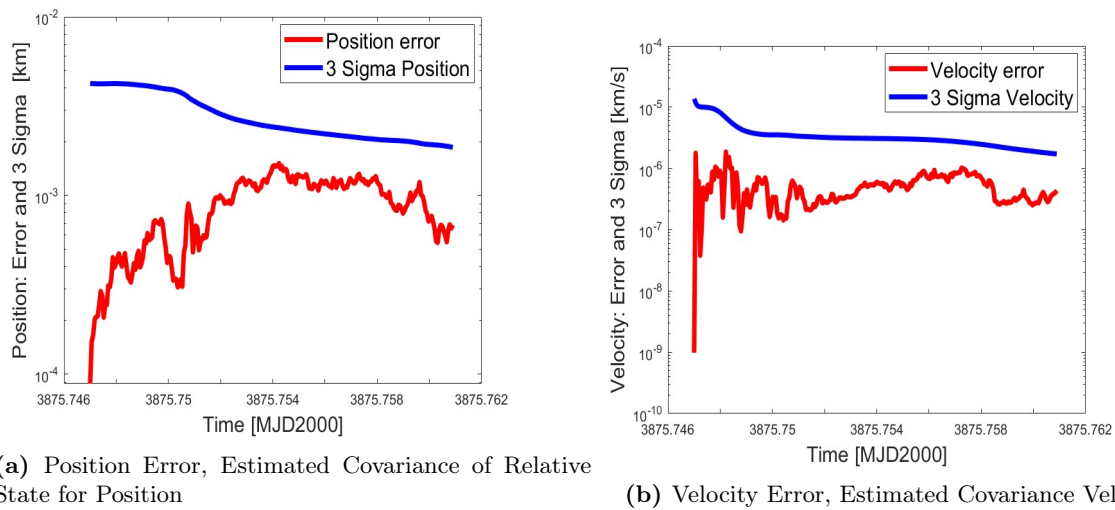 10^-2
Position error
3 Sigma Position
10^-3
10^-4
Position: Error and 3 Sigma [km]
3875.746 3875.75 3875.754 3875.758 3875.762
Time [MJD2000]
(a) Position Error, Estimated Covariance of Relative
State for Position
10^-4
Velocity error
3 Sigma Velocity
10^-5
10^-6
10^-7
10^-8
10^-9
10^-10
Velocity: Error and 3 Sigma [km/s]
3875.746 3875.75 3875.754 3875.758 3875.762
Time [MJD2000]
(b) Velocity Error, Estimated Covariance Vel